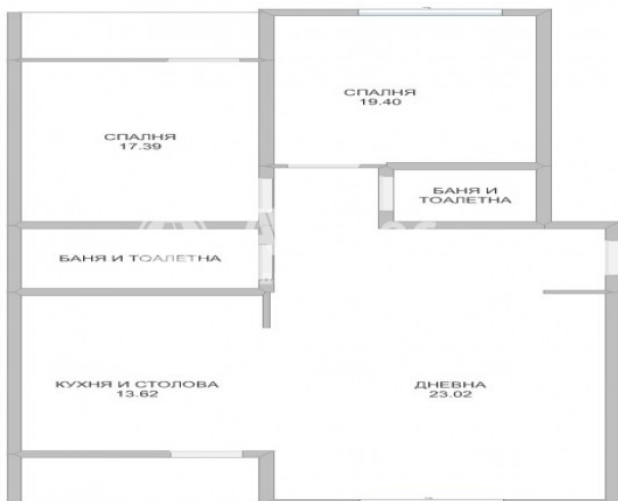 СПАЛНЯ
19.40
СПАЛНЯ
17.39
БАНЯ И
ТОАЛЕТНА
БАНЯ И ТОАЛЕТНА
КУХНЯ И СТОЛОВА
13.62
ДНЕВНА
23.02